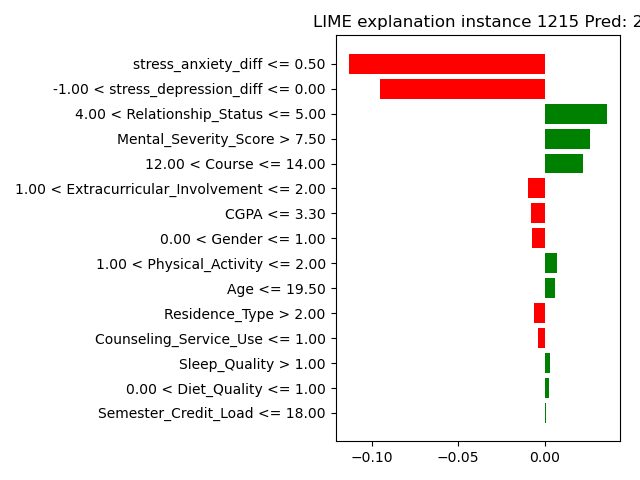 LIME explanation instance 1215 Pred: 2
stress_anxiety_diff <= 0.50
-1.00 < stress_depression_diff <= 0.00
4.00 < Relationship_Status <= 5.00
Mental_Severity_Score > 7.50
12.00 < Course <= 14.00
1.00 < Extracurricular_Involvement <= 2.00
CGPA <= 3.30
0.00 < Gender <= 1.00
1.00 < Physical_Activity <= 2.00
Age <= 19.50
Residence_Type > 2.00
Counseling_Service_Use <= 1.00
Sleep_Quality > 1.00
0.00 < Diet_Quality <= 1.00
Semester_Credit_Load <= 18.00
−0.10 −0.05 0.00